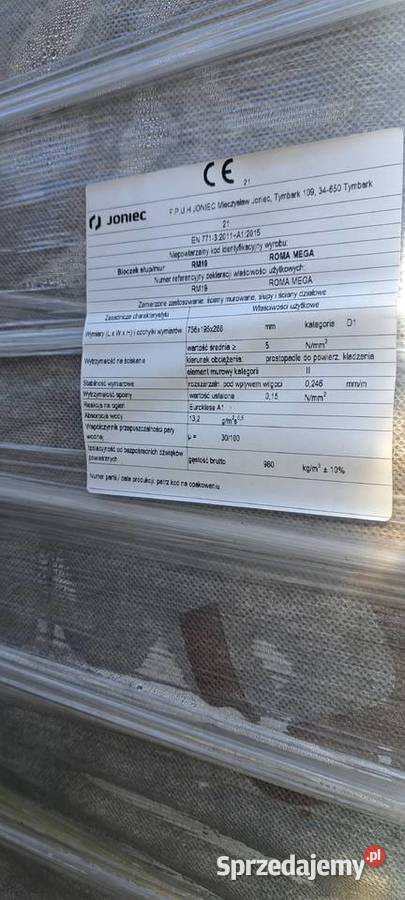 CE
21
JONIEC
F.P.U.H JONIEC Mieczysław Joniec, Tymbark 109, 34-650 Tymbark
21
EN 771-3:2011+A1:2015
Niepowtarzalny kod identyfikacyjny wyrobu:
Bloczek słup/mur RM19 ROMA MEGA
Numer referencyjny deklaracji właściwości użytkowych:
RM19 ROMA MEGA
Zamierzone zastosowanie: ściany murowane, słupy i ściany działowe
Zasadnicze charakterystyki Właściwości użytkowe
Wymiary (L x W x H) i odchyłki wymiarów 756x195x288 mm kategoria D1
wartość średnia ≥ 5 N/mm²
Wytrzymałość na ściskanie kierunek obciążenia: prostopadle do powierz. kładzenia
element murowy kategorii II
Stabilność wymiarowa rozszerzaln. pod wpływem wilgoci 0,246 mm/m
Wytrzymałość spoiny wartość ustalona 0,15 N/mm²
Reakcja na ogień Euroklasa A1
Absorpcja wody 13,2
Współczynnik przepuszczalności pary wodnej µ = 30/100
Izolacyjność od bezpośrednich dźwięków powietrznych gęstość brutto 980 kg/m³ ± 10%
Numer partii / data produkcji: patrz kod na opakowaniu
Sprzedajemy.pl